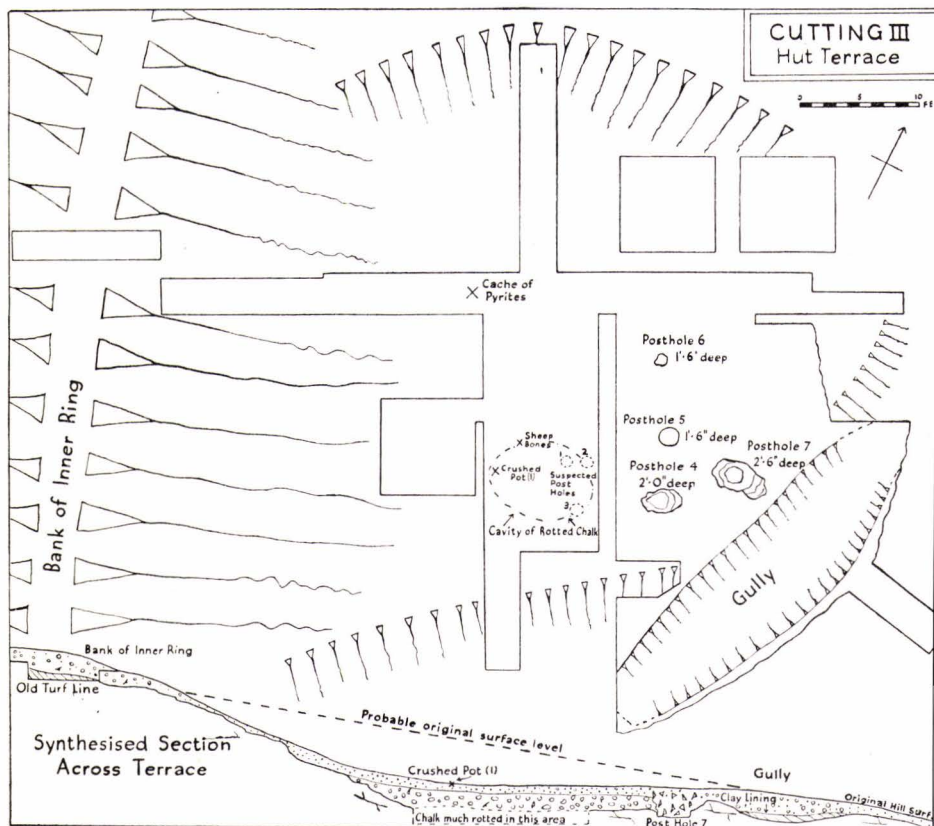 CUTTING III
Hut Terrace
0 5 10 FE
Cache of
Pyrites
Posthole 6
1'-6" deep
Posthole 5
1'-6" deep
Posthole 7
2'-6" deep
Posthole 4
2'-0" deep
Sheep
Bones
Crushed
Pot (1)
1 2
Suspected
Post
Holes
3
Cavity of Rotted Chalk
Bank of Inner Ring
Gully
Bank of Inner Ring
Old Turf Line
Probable original surface level
Synthesised Section
Across Terrace
Crushed Pot (1)
Gully
Clay Lining
Original Hill Surf
Chalk much rotted in this area
Post Hole 7